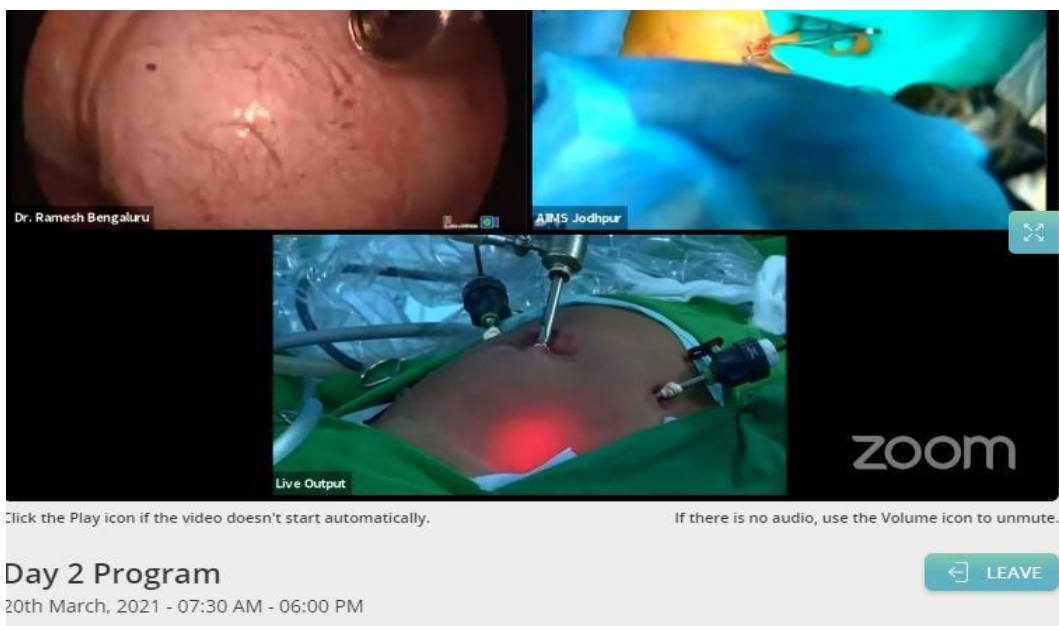 Dr. Ramesh Bengaluru
AIIMS Jodhpur
Live Output
zoom
Click the Play icon if the video doesn't start automatically.
If there is no audio, use the Volume icon to unmute.
Day 2 Program
LEAVE
20th March, 2021 - 07:30 AM - 06:00 PM